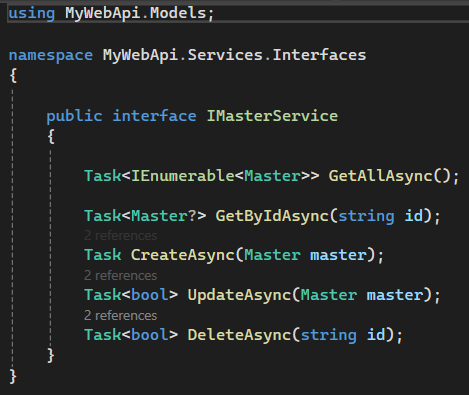 using MyWebApi.Models;
namespace MyWebApi.Services.Interfaces
{
public interface IMasterService
{
Task<IEnumerable<Master>> GetAllAsync();
Task<Master?> GetByIdAsync(string id);
2 references
Task CreateAsync(Master master);
2 references
Task<bool> UpdateAsync(Master master);
2 references
Task<bool> DeleteAsync(string id);
}
}